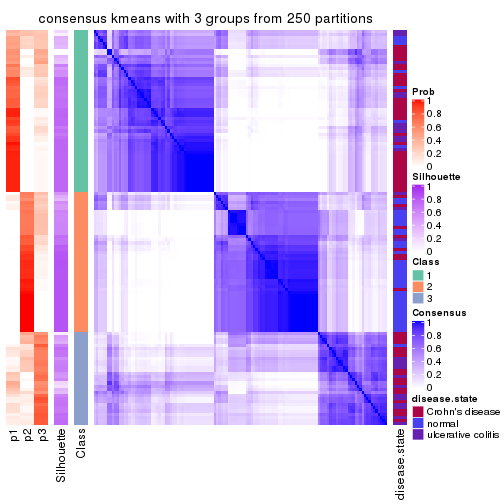 consensus kmeans with 3 groups from 250 partitions
Prob
0.8
0.6
0.4
0.2
0
Silhouette
1
0.8
0.6
0.4
0.2
0
Class
1
2
3
Consensus
1
0.8
0.6
0.4
0.2
0
disease.state
Crohn's disease
normal
ulcerative colitis
p1
p2
p3
Silhouette
Class
disease.state